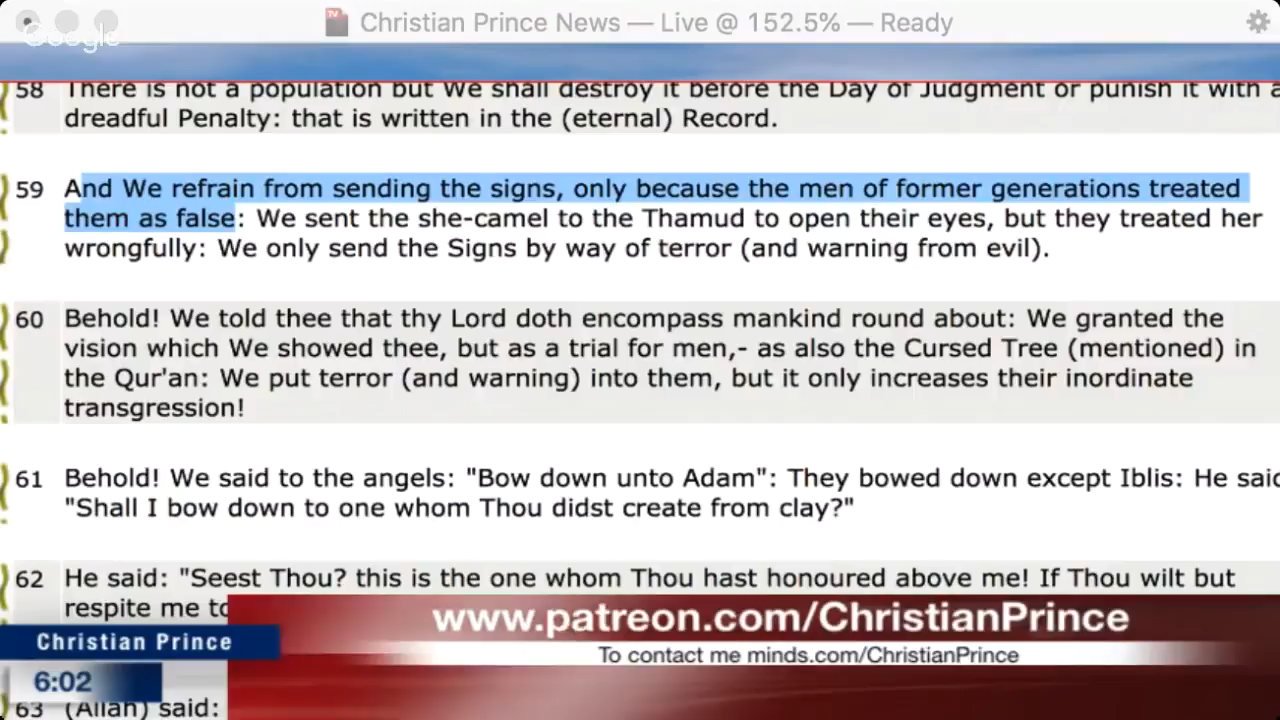 Christian Prince News — Live @ 152.5% — Ready
Google
58 There is not a population but We shall destroy it before the Day of Judgment or punish it with a
dreadful Penalty: that is written in the (eternal) Record.
59 And We refrain from sending the signs, only because the men of former generations treated
them as false: We sent the she-camel to the Thamud to open their eyes, but they treated her
wrongfully: We only send the Signs by way of terror (and warning from evil).
60 Behold! We told thee that thy Lord doth encompass mankind round about: We granted the
vision which We showed thee, but as a trial for men,- as also the Cursed Tree (mentioned) in
the Qur'an: We put terror (and warning) into them, but it only increases their inordinate
transgression!
61 Behold! We said to the angels: "Bow down unto Adam": They bowed down except Iblis: He said
"Shall I bow down to one whom Thou didst create from clay?"
62 He said: "Seest Thou? this is the one whom Thou hast honoured above me! If Thou wilt but
respite me to
www.patreon.com/ChristianPrince
Christian Prince
To contact me minds.com/ChristianPrince
6:02
63 (Allah) said: